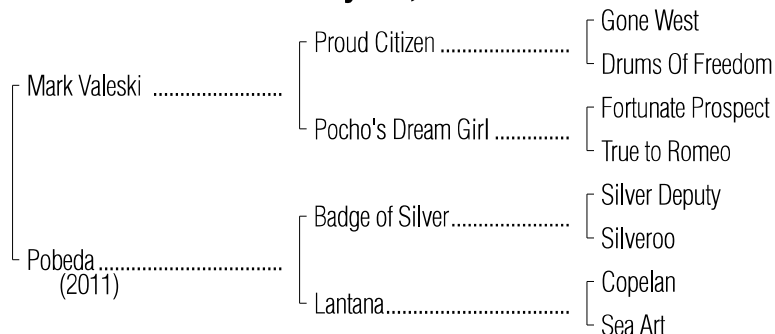 Gone West
Proud Citizen ....................
Drums Of Freedom
Mark Valeski ....................
Fortunate Prospect
Pocho's Dream Girl ............
True to Romeo
Silver Deputy
Badge of Silver..................
Silveroo
Pobeda............................
(2011)
Copelan
Lantana............................
Sea Art